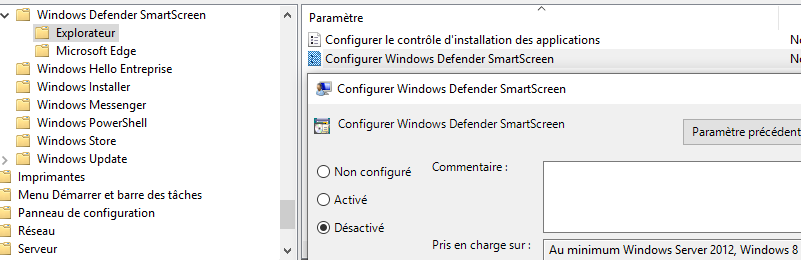 Windows Defender SmartScreen
Explorateur
Microsoft Edge
Windows Hello Entreprise
Windows Installer
Windows Messenger
Windows PowerShell
Windows Store
Windows Update
Imprimantes
Menu Démarrer et barre des tâches
Panneau de configuration
Réseau
Serveur
Paramètre
Configurer le contrôle d'installation des applications
Configurer Windows Defender SmartScreen
Configurer Windows Defender SmartScreen
Configurer Windows Defender SmartScreen
Paramètre précédent
Non configuré
Commentaire :
Activé
Désactivé
Pris en charge sur :
Au minimum Windows Server 2012, Windows 8